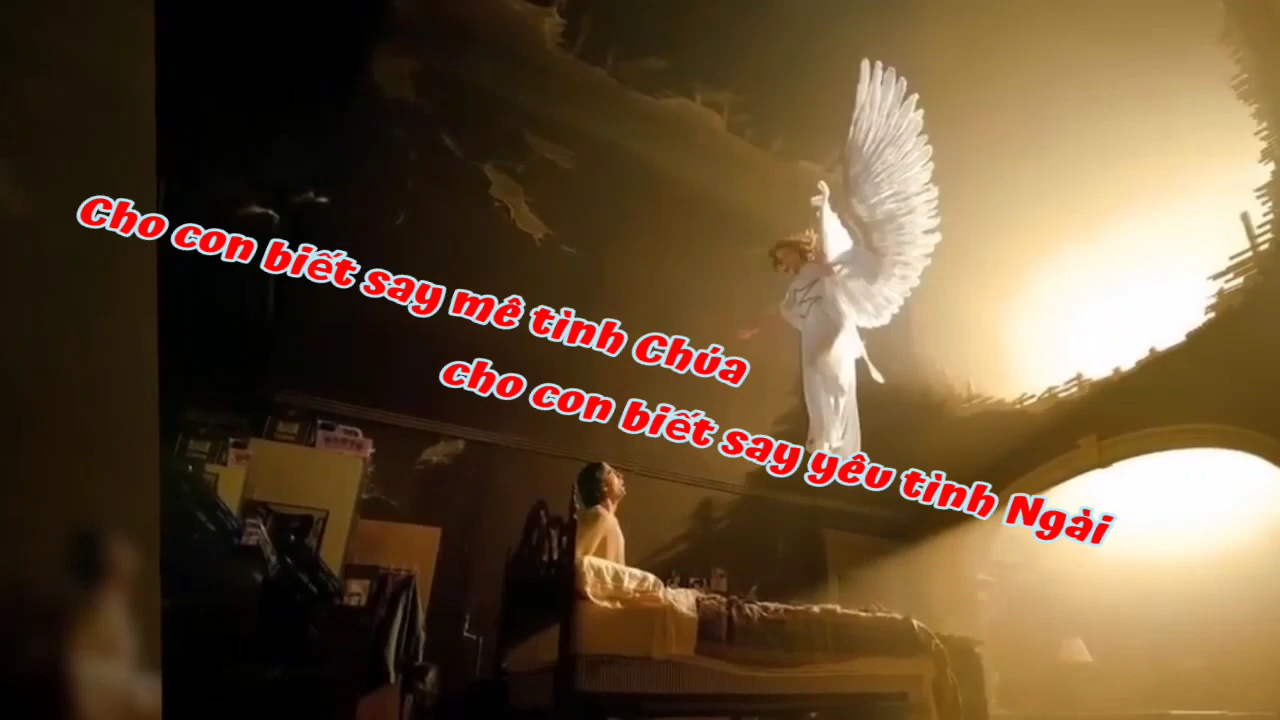 Cho con biết say mê tình Chúa
cho con biết say yêu tình Ngài